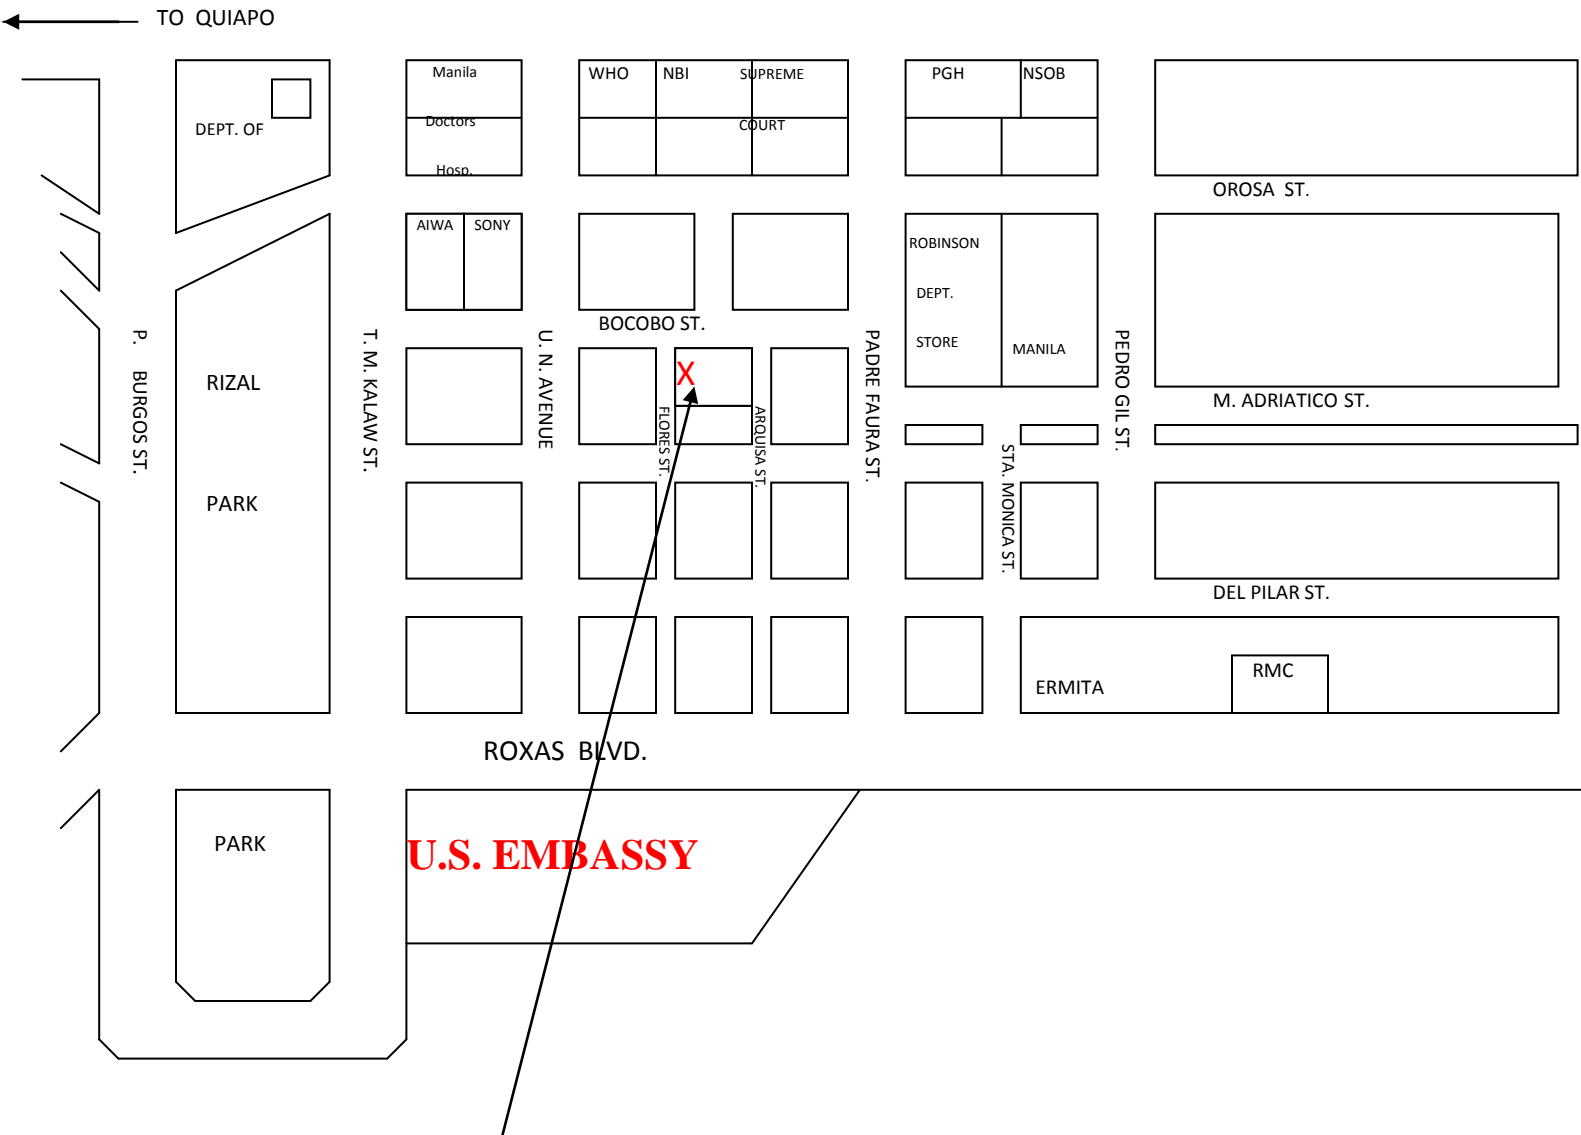 TO QUIAPO
Manila
WHO
NBI
SUPREME
PGH
NSOB
DEPT. OF
Doctors
COURT
Hosp.
OROSA ST.
AIWA
SONY
ROBINSON
DEPT.
STORE
MANILA
BOCOBO ST.
P. BURGOS ST.
RIZAL
PARK
T. M. KALAW ST.
U. N. AVENUE
X
FLORES ST.
ARQUISA ST.
PADRE FAURA ST.
PEDRO GIL ST.
M. ADRIATICO ST.
STA. MONICA ST.
DEL PILAR ST.
ERMITA
RMC
ROXAS BLVD.
PARK
U.S. EMBASSY